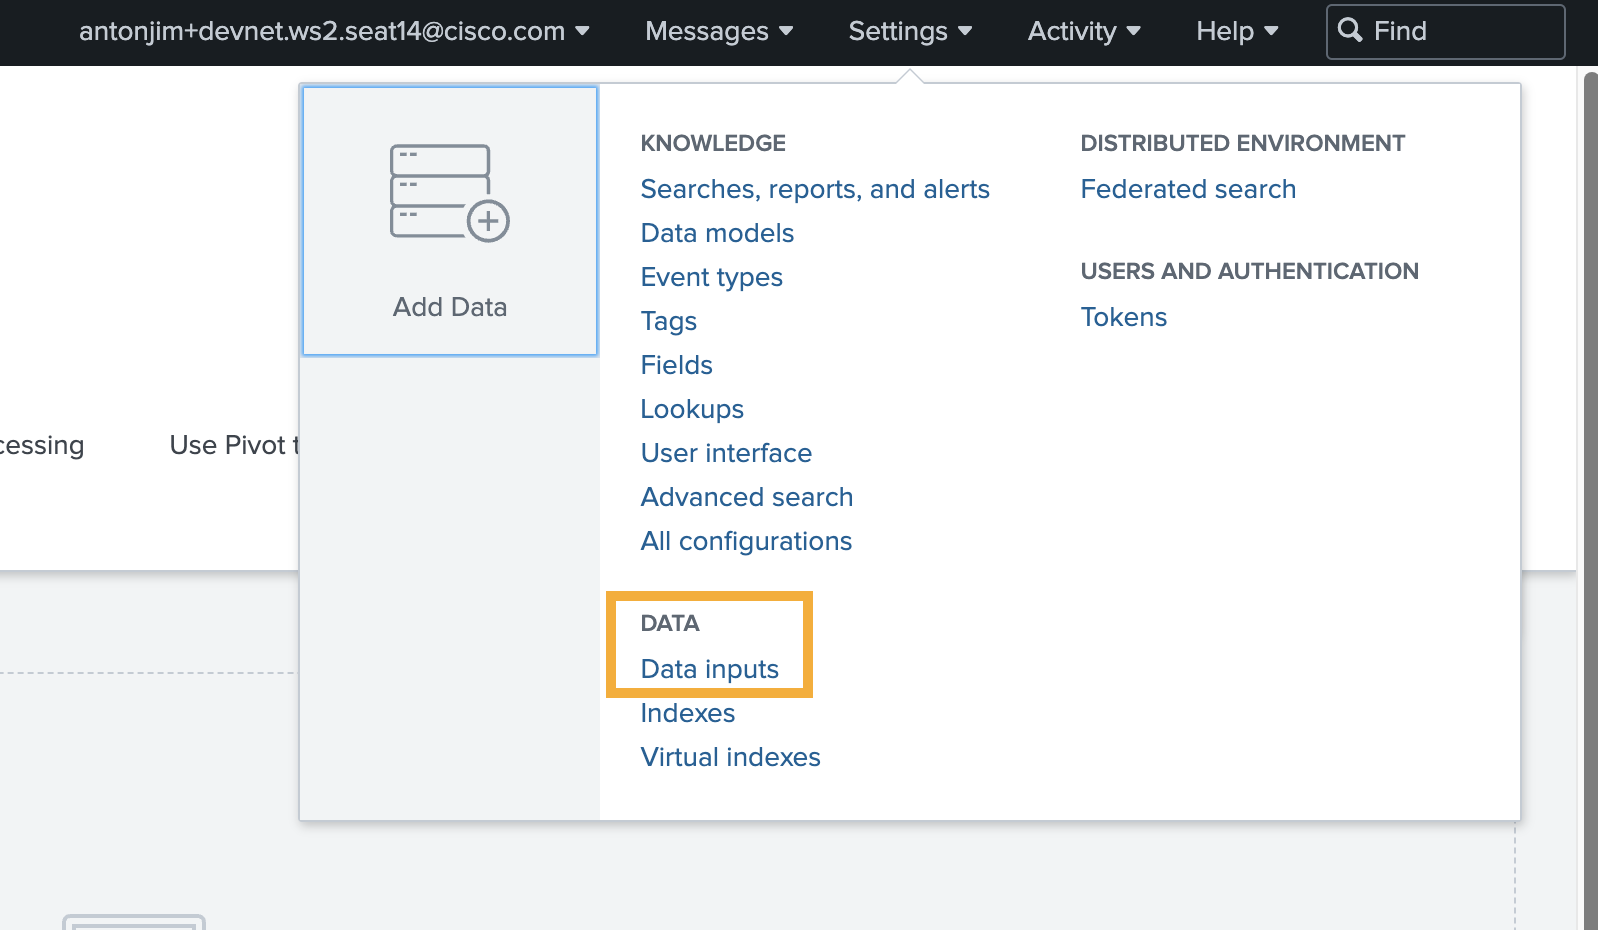 antonjim+devnet.ws2.seat14@cisco.com Messages Settings Activity Help Find
Add Data
KNOWLEDGE
Searches, reports, and alerts
Data models
Event types
Tags
Fields
Lookups
User interface
Advanced search
All configurations
DATA
Data inputs
Indexes
Virtual indexes
DISTRIBUTED ENVIRONMENT
Federated search
USERS AND AUTHENTICATION
Tokens
cessing Use Pivot t